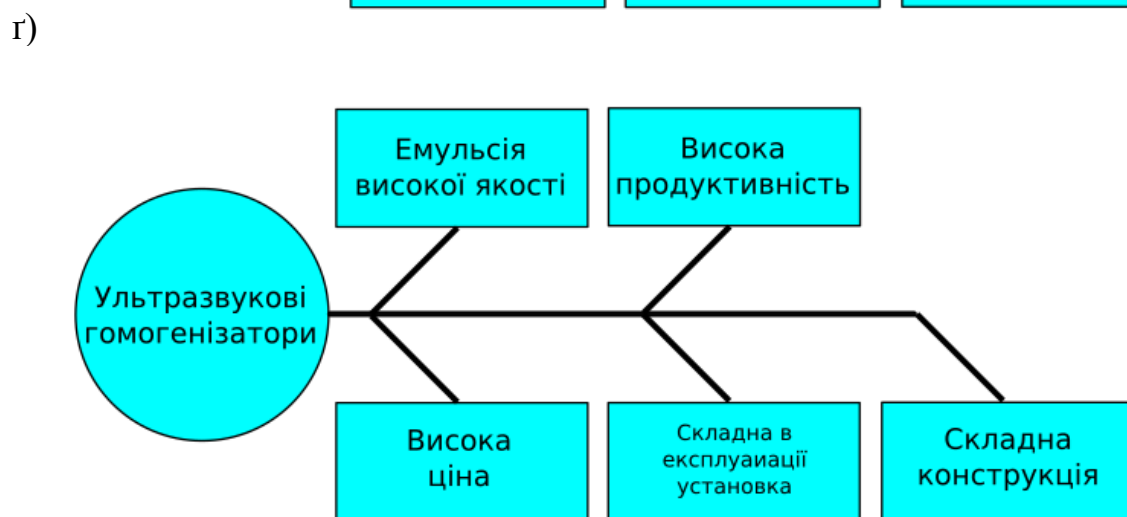 ґ)
Емульсія
високої якості
Висока
продуктивність
Ультразвукові
гомогенізатори
Висока
ціна
Складна в
експлуаиації
установка
Складна
конструкція